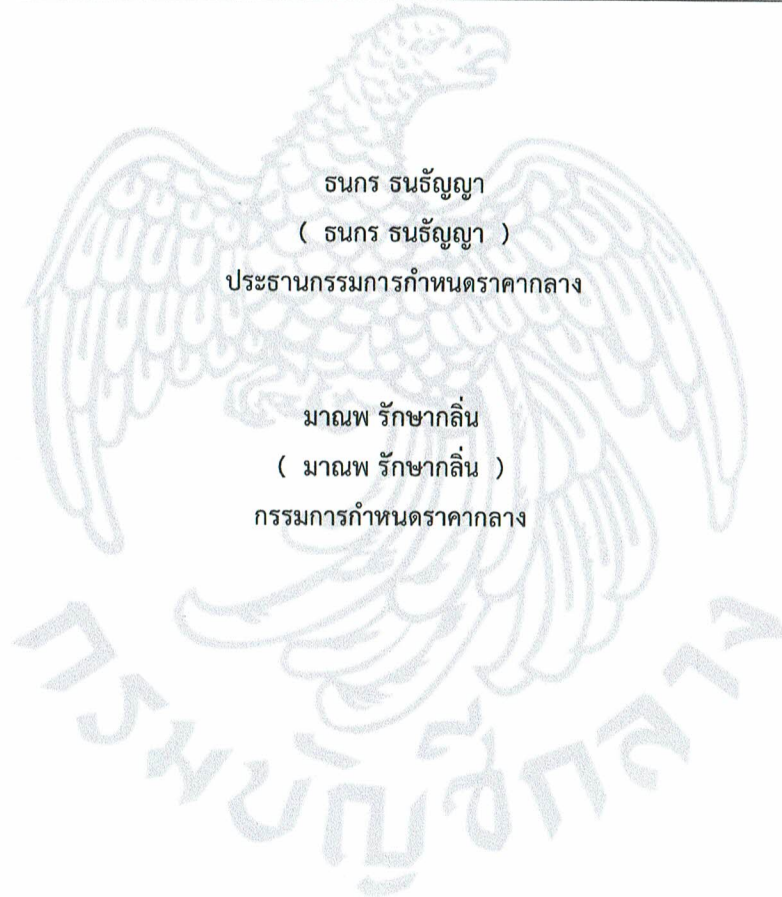 ธนกร ธนธัญญา
( ธนกร ธนธัญญา )
ประธานกรรมการกำหนดราคากลาง
มาณพ รักษากลิ่น
( มาณพ รักษากลิ่น )
กรรมการกำหนดราคากลาง
กรมบัญชีกลาง